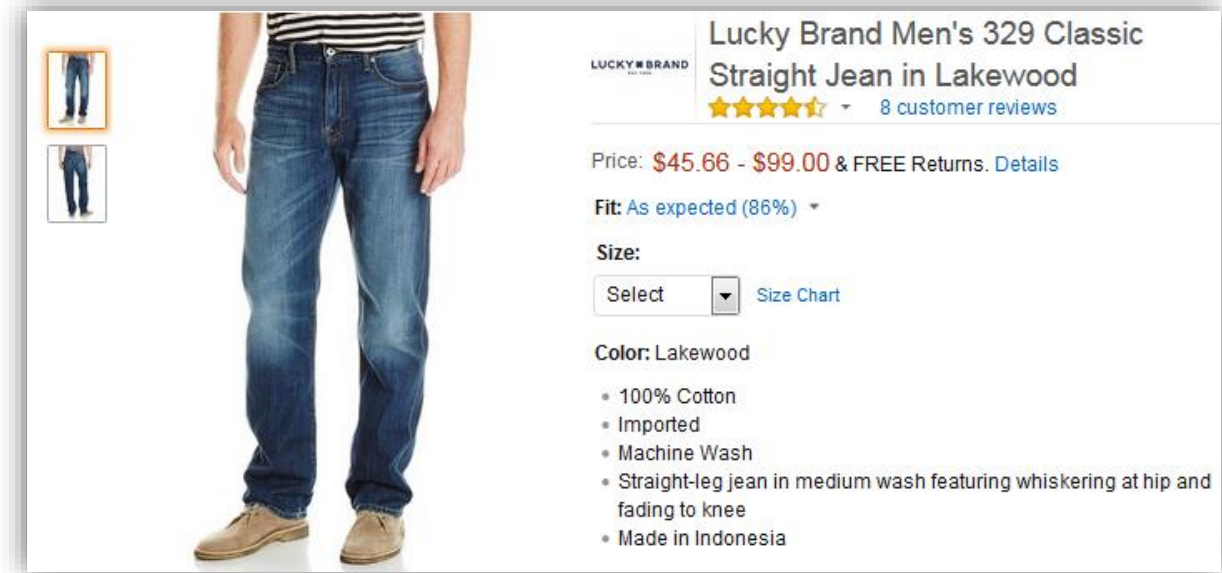 Lucky Brand Men's 329 Classic
LUCKY BRAND
Straight Jean in Lakewood
8 customer reviews
Price: $45.66 - $99.00 & FREE Returns. Details
Fit: As expected (86%)
Size:
Select
Size Chart
Color: Lakewood
100% Cotton
Imported
Machine Wash
Straight-leg jean in medium wash featuring whiskering at hip and
fading to knee
Made in Indonesia